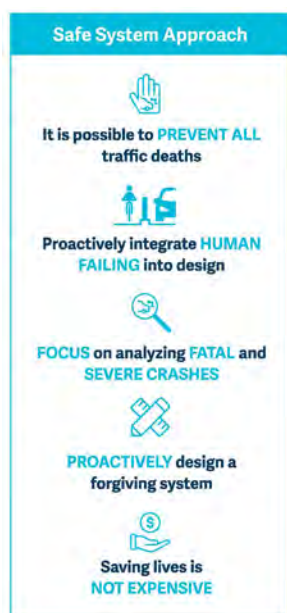 Safe System Approach
It is possible to PREVENT ALL
traffic deaths
Proactively integrate HUMAN
FAILING into design
FOCUS on analyzing FATAL and
SEVERE CRASHES
PROACTIVELY design a
forgiving system
$
Saving lives is
NOT EXPENSIVE